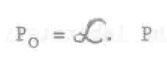 P_O = ℒ. P